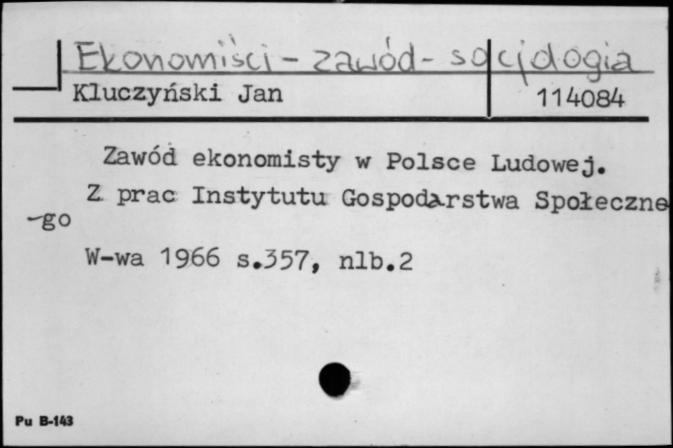 Ekonomiści - zawód - socjologia
Kluczyński Jan 114084
Zawód ekonomisty w Polsce Ludowej.
Z prac Instytutu Gospodarstwa Społeczne
-go
W-wa 1966 s.357, nlb.2
Pu B-143